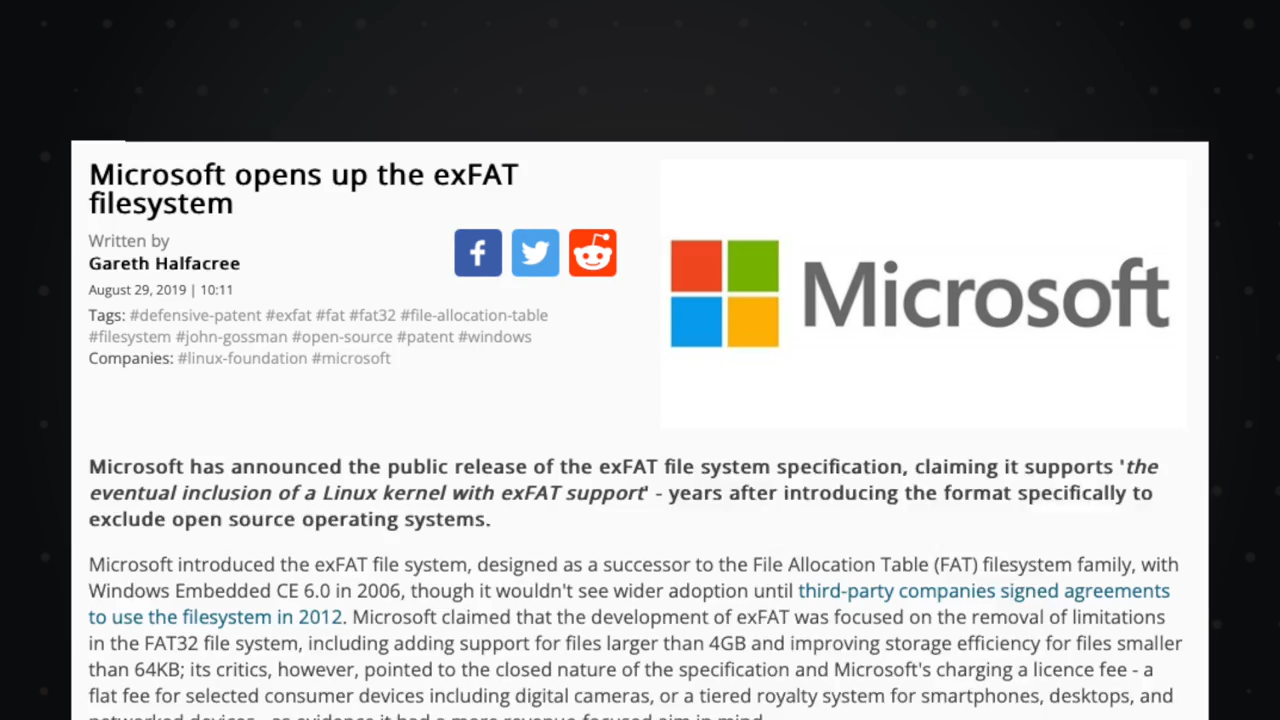 Microsoft opens up the exFAT
filesystem
Written by
Gareth Halfacree
August 29, 2019 | 10:11
Tags: #defensive-patent #exfat #fat #fat32 #file-allocation-table
#filesystem #john-gossman #open-source #patent #windows
Companies: #linux-foundation #microsoft
Microsoft
Microsoft has announced the public release of the exFAT file system specification, claiming it supports 'the
eventual inclusion of a Linux kernel with exFAT support' - years after introducing the format specifically to
exclude open source operating systems.
Microsoft introduced the exFAT file system, designed as a successor to the File Allocation Table (FAT) filesystem family, with
Windows Embedded CE 6.0 in 2006, though it wouldn't see wider adoption until third-party companies signed agreements
to use the filesystem in 2012. Microsoft claimed that the development of exFAT was focused on the removal of limitations
in the FAT32 file system, including adding support for files larger than 4GB and improving storage efficiency for files smaller
than 64KB; its critics, however, pointed to the closed nature of the specification and Microsoft's charging a licence fee - a
flat fee for selected consumer devices including digital cameras, or a tiered royalty system for smartphones, desktops, and